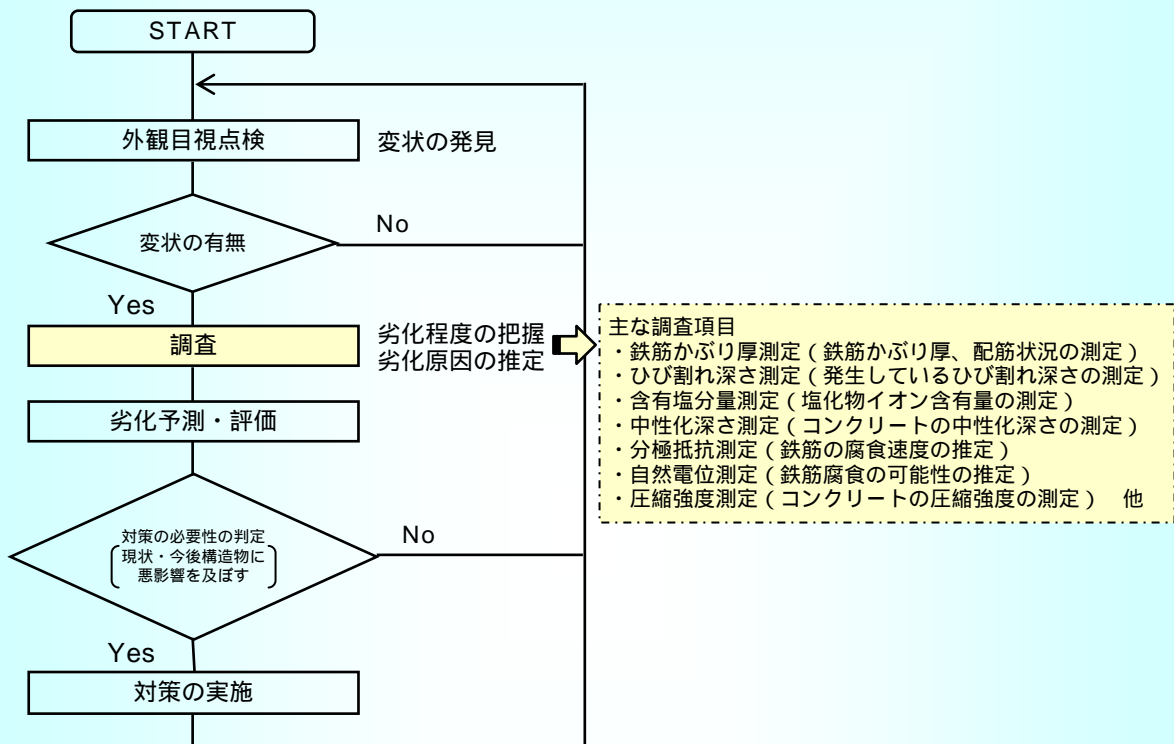 START
外観目視点検
変状の発見
変状の有無
No
Yes
調査
劣化程度の把握
劣化原因の推定
主な調査項目
・鉄筋かぶり厚測定(鉄筋かぶり厚、配筋状況の測定)
・ひび割れ深さ測定(発生しているひび割れ深さの測定)
・含有塩分量測定(塩化物イオン含有量の測定)
・中性化深さ測定(コンクリートの中性化深さの測定)
・分極抵抗測定(鉄筋の腐食速度の推定)
・自然電位測定(鉄筋腐食の可能性の推定)
・圧縮強度測定(コンクリートの圧縮強度の測定) 他
劣化予測・評価
対策の必要性の判定
現状・今後構造物に
悪影響を及ぼす
No
Yes
対策の実施